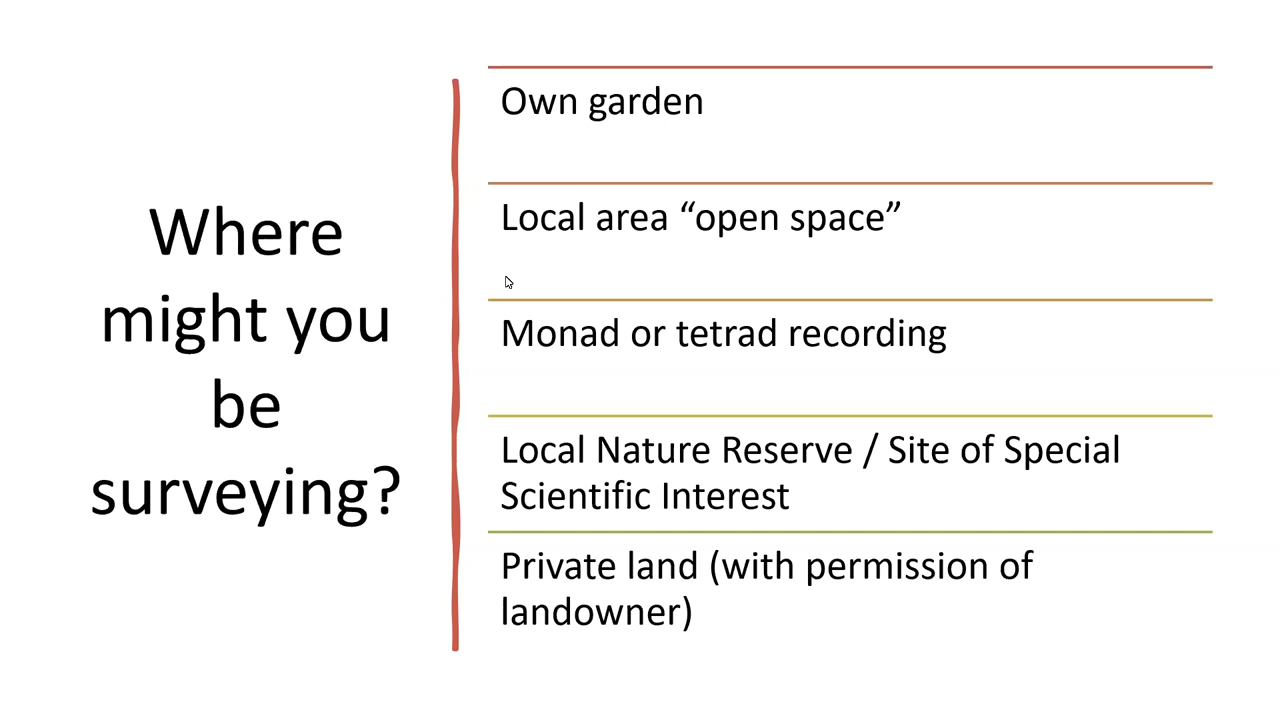 Where
might you
be
surveying?
Own garden
Local area “open space”
Monad or tetrad recording
Local Nature Reserve / Site of Special
Scientific Interest
Private land (with permission of
landowner)